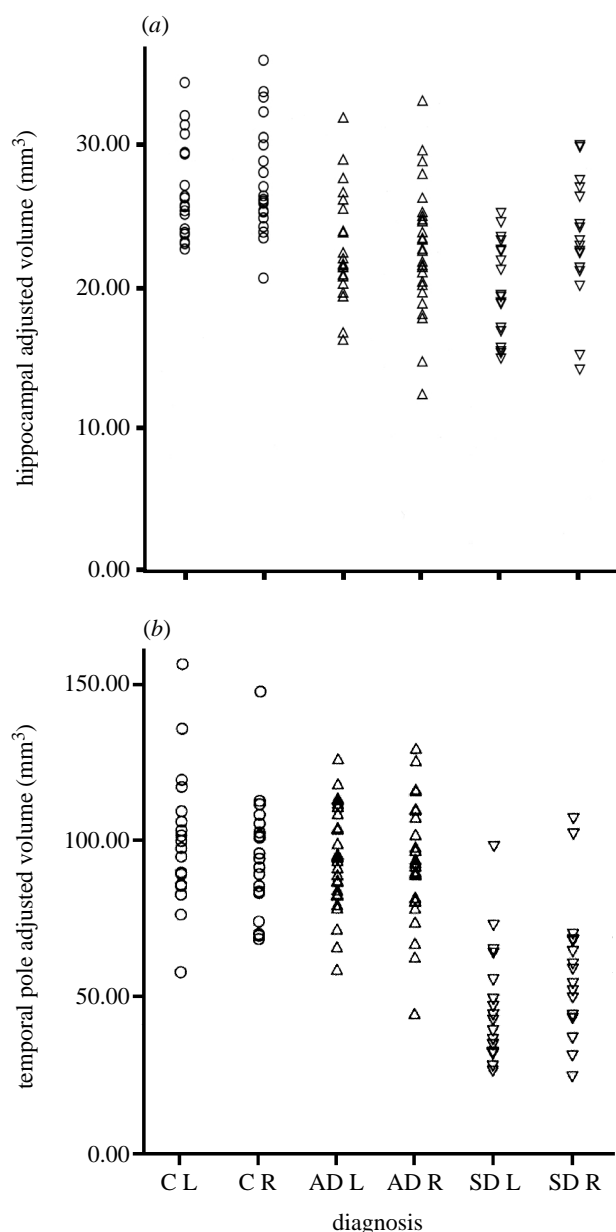 (a)
hippocampal adjusted volume (mm³)
30.00
20.00
10.00
0.00
(b)
temporal pole adjusted volume (mm³)
150.00
100.00
50.00
0.00
C L C R AD L AD R SD L SD R
diagnosis